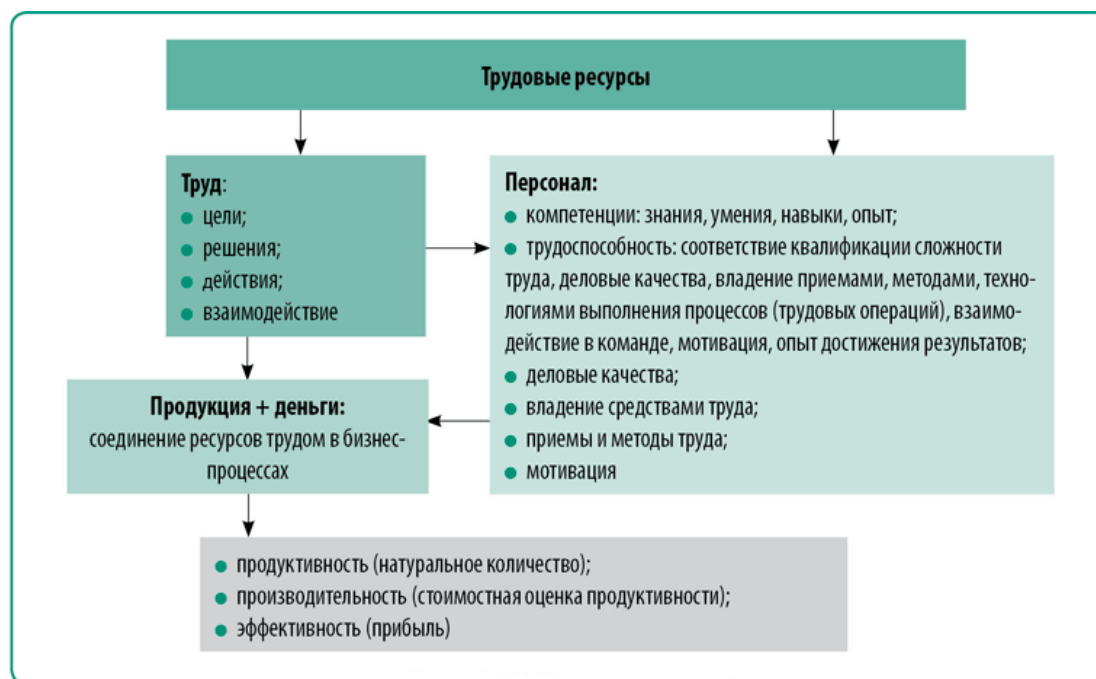 Трудовые ресурсы
Труд:
цели;
решения;
действия;
взаимодействие
Персонал:
компетенции: знания, умения, навыки, опыт;
трудоспособность: соответствие квалификации сложности
труда, деловые качества, владение приемами, методами, техно-
логиями выполнения процессов (трудовых операций), взаимо-
действие в команде, мотивация, опыт достижения результатов;
деловые качества;
владение средствами труда;
приемы и методы труда;
мотивация
Продукция + деньги:
соединение ресурсов трудом в бизнес-
процессах
продуктивность (натуральное количество);
производительность (стоимостная оценка продуктивности);
эффективность (прибыль)